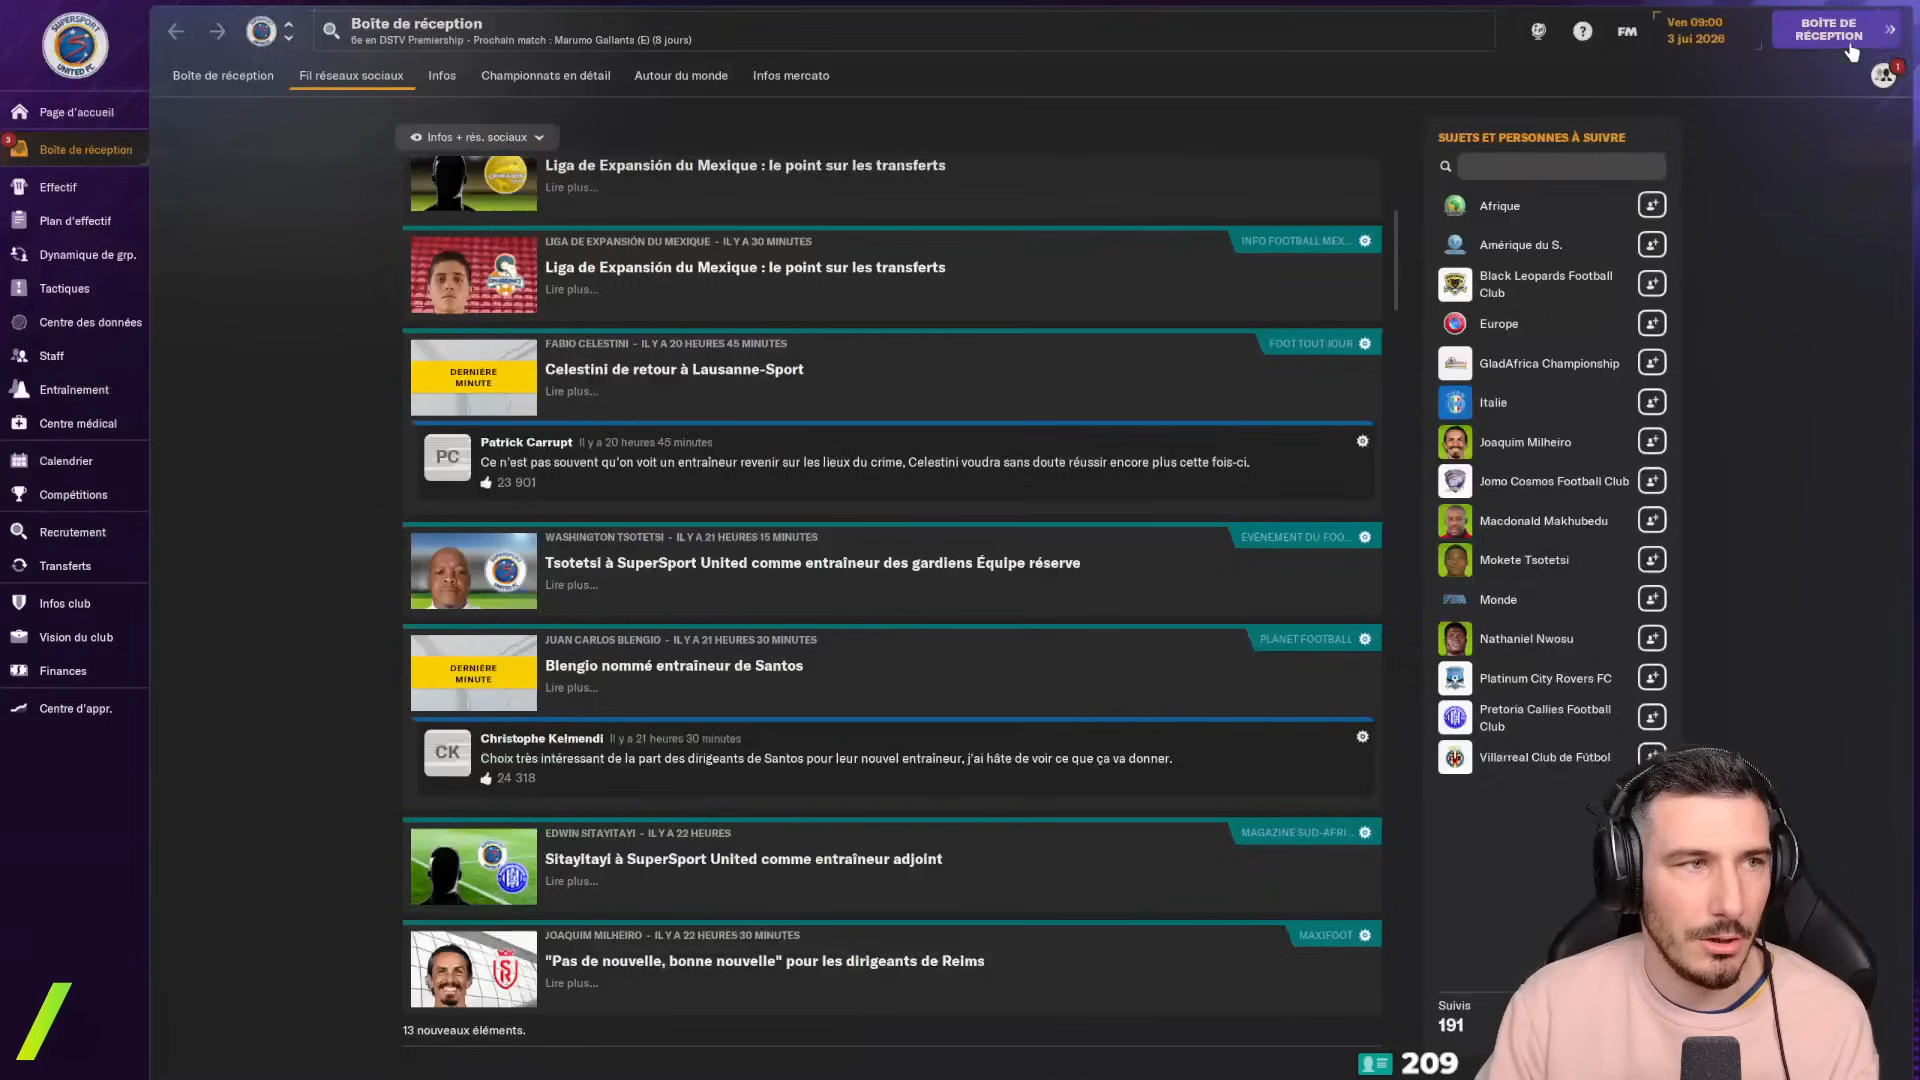 SUPERSPORT
UNITED FC
Boîte de réception
6e en DSTV Premiership - Prochain match : Marumo Gallants (E) (8 jours)
FM
Ven 09:00
3 jui 2026
BOÎTE DE
RÉCEPTION
1
Boîte de réception
Fil réseaux sociaux
Infos
Championnats en détail
Autour du monde
Infos mercato
Page d'accueil
3
Boîte de réception
Effectif
Plan d'effectif
Dynamique de grp.
Tactiques
Centre des données
Staff
Entraînement
Centre médical
Calendrier
Compétitions
Recrutement
Transferts
Infos club
Vision du club
Finances
Centre d'appr.
Infos + rés. sociaux
Liga de Expansión du Mexique : le point sur les transferts
Lire plus...
LIGA DE EXPANSIÓN DU MEXIQUE - IL Y A 30 MINUTES
INFO FOOTBALL MEX...
Liga de Expansión du Mexique : le point sur les transferts
Lire plus...
FABIO CELESTINI - IL Y A 20 HEURES 45 MINUTES
FOOT TOUT JOUR
DERNIÈRE
MINUTE
Celestini de retour à Lausanne-Sport
Lire plus...
PC
Patrick Carrupt Il y a 20 heures 45 minutes
Ce n'est pas souvent qu'on voit un entraîneur revenir sur les lieux du crime, Celestini voudra sans doute réussir encore plus cette fois-ci.
23 901
WASHINGTON TSOTETSI - IL Y A 21 HEURES 15 MINUTES
ÉVÉNEMENT DU FOO...
Tsotetsi à SuperSport United comme entraîneur des gardiens Équipe réserve
Lire plus...
JUAN CARLOS BLENGIO - IL Y A 21 HEURES 30 MINUTES
PLANET FOOTBALL
DERNIÈRE
MINUTE
Blengio nommé entraîneur de Santos
Lire plus...
CK
Christophe Kelmendi Il y a 21 heures 30 minutes
Choix très intéressant de la part des dirigeants de Santos pour leur nouvel entraîneur, j'ai hâte de voir ce que ça va donner.
24 318
EDWIN SITAYITAYI - IL Y A 22 HEURES
MAGAZINE SUD-AFRI...
Sitayitayi à SuperSport United comme entraîneur adjoint
Lire plus...
JOAQUIM MILHEIRO - IL Y A 22 HEURES 30 MINUTES
MAXIFOOT
"Pas de nouvelle, bonne nouvelle" pour les dirigeants de Reims
Lire plus...
13 nouveaux éléments.
SUJETS ET PERSONNES À SUIVRE
Afrique
Amérique du S.
Black Leopards Football
Club
Europe
GladAfrica Championship
Italie
Joaquim Milheiro
Jomo Cosmos Football Club
Macdonald Makhubedu
Mokete Tsotetsi
FIFA
Monde
Nathaniel Nwosu
Platinum City Rovers FC
Pretoria Callies Football
Club
Villarreal Club de Fútbol
Suivis
191
209